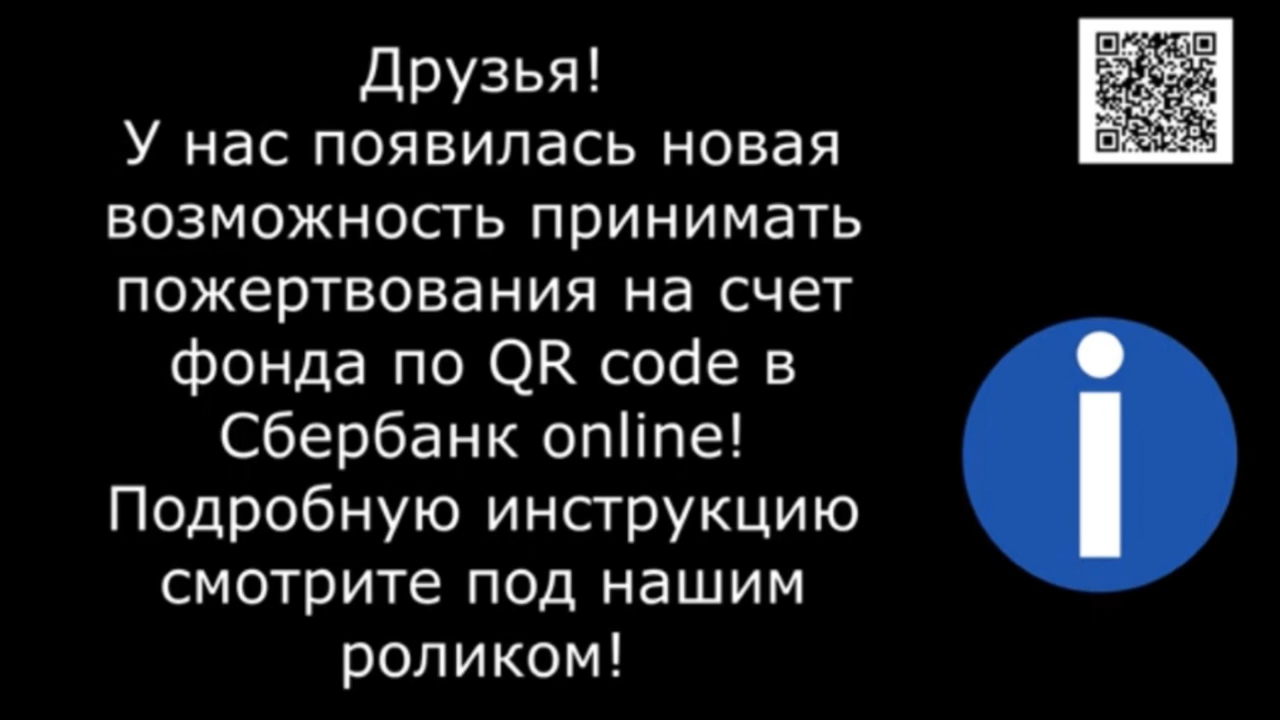 Друзья!
У нас появилась новая
возможность принимать
пожертвования на счет
фонда по QR code в
Сбербанк online!
Подробную инструкцию
смотрите под нашим
роликом!